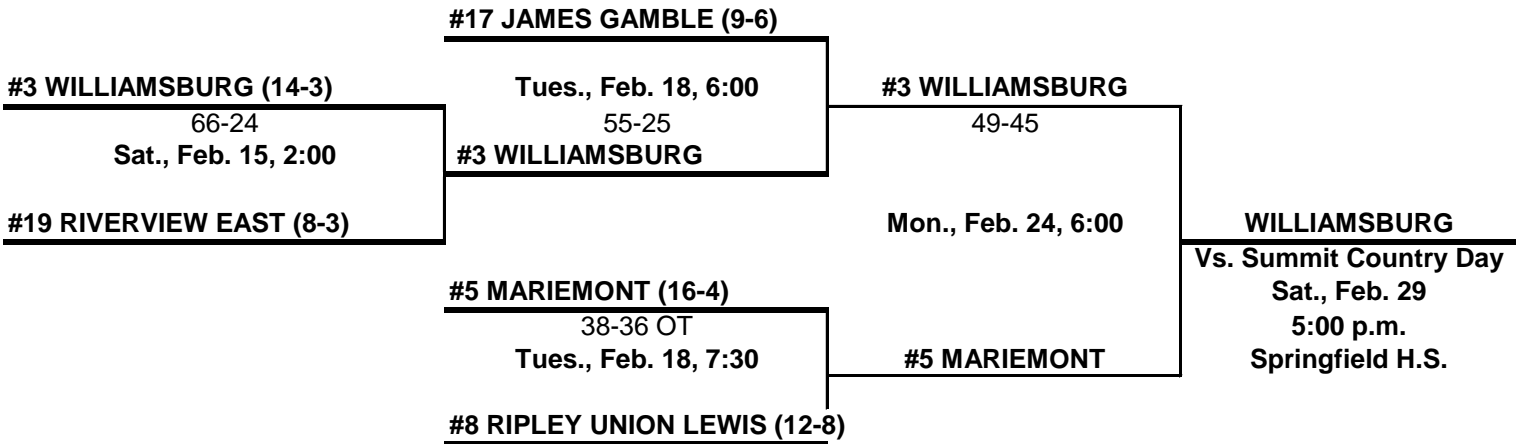 #17 JAMES GAMBLE (9-6)
#3 WILLIAMSBURG (14-3)
Tues., Feb. 18, 6:00
#3 WILLIAMSBURG
66-24
55-25
49-45
Sat., Feb. 15, 2:00
#3 WILLIAMSBURG
#19 RIVERVIEW EAST (8-3)
Mon., Feb. 24, 6:00
WILLIAMSBURG
Vs. Summit Country Day
#5 MARIEMONT (16-4)
Sat., Feb. 29
38-36 OT
5:00 p.m.
Tues., Feb. 18, 7:30
#5 MARIEMONT
Springfield H.S.
#8 RIPLEY UNION LEWIS (12-8)